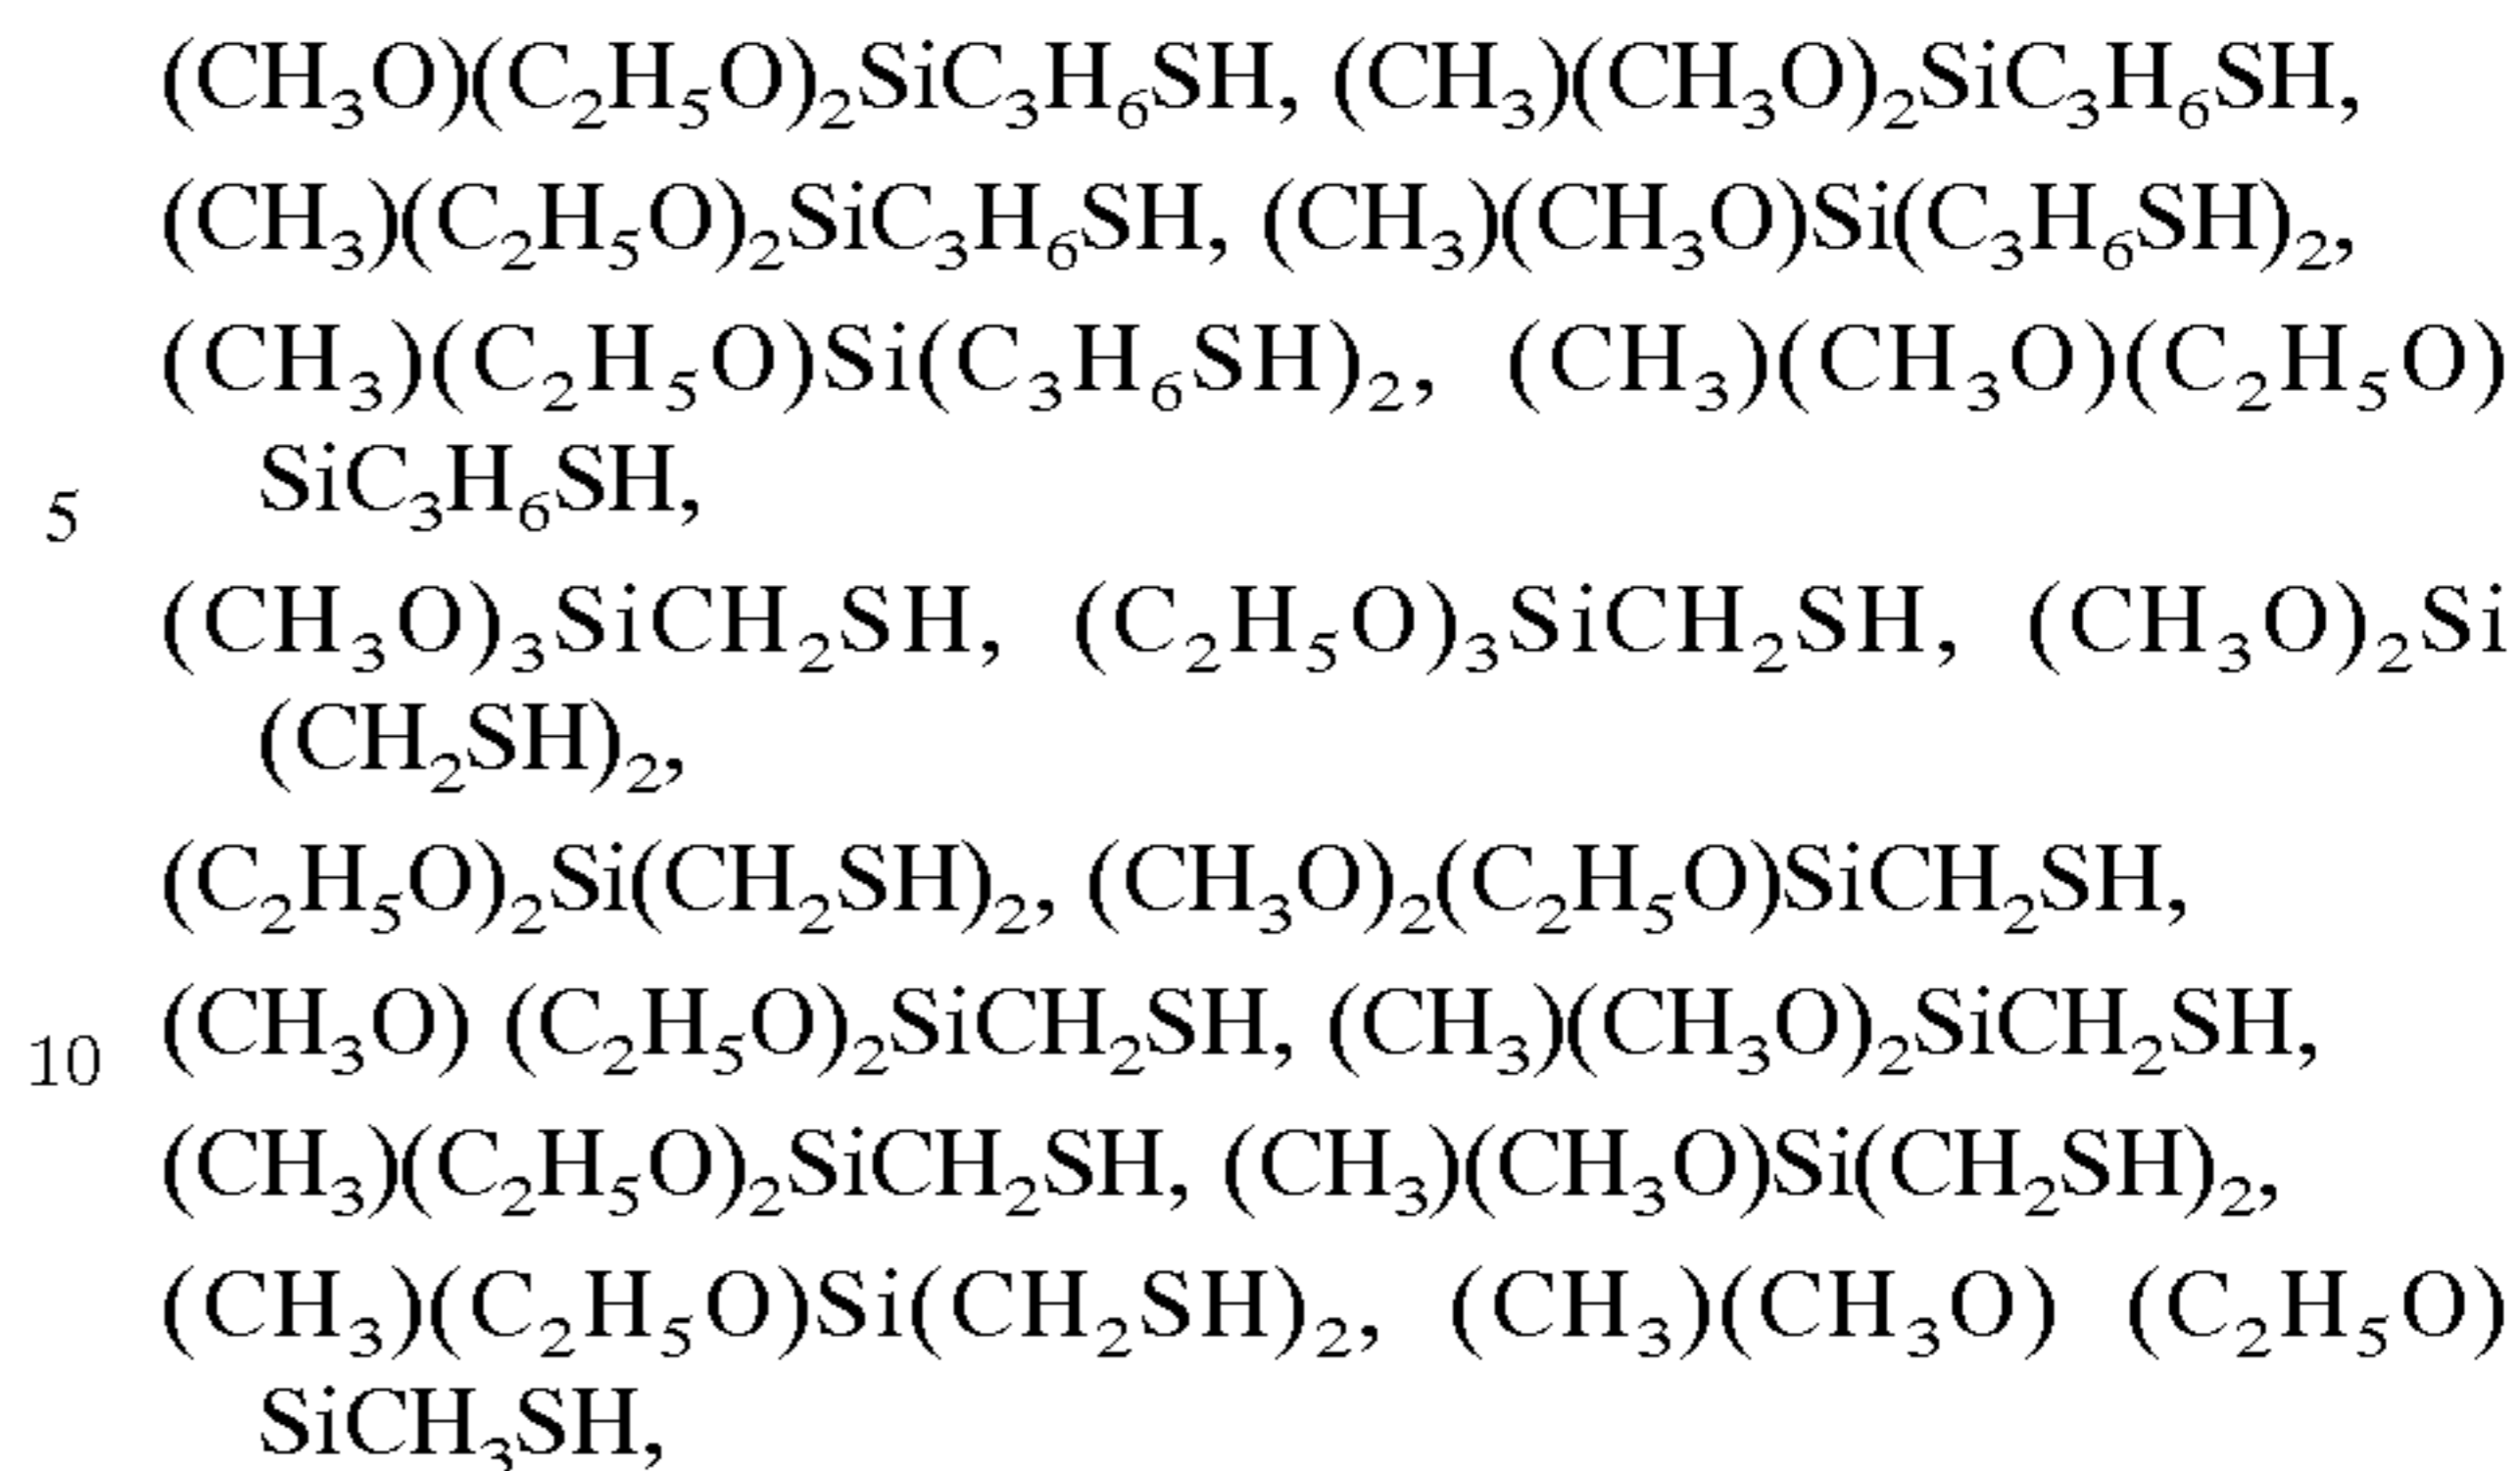 (CH₃O)(C₂H₅O)₂SiC₃H₆SH, (CH₃)(CH₃O)₂SiC₃H₆SH,
(CH₃)(C₂H₅O)₂SiC₃H₆SH, (CH₃)(CH₃O)Si(C₃H₆SH)₂,
(CH₃)(C₂H₅O)Si(C₃H₆SH)₂, (CH₃)(CH₃O)(C₂H₅O)
5 SiC₃H₆SH,
(CH₃O)₃SiCH₂SH, (C₂H₅O)₃SiCH₂SH, (CH₃O)₂Si
(CH₂SH)₂,
(C₂H₅O)₂Si(CH₂SH)₂, (CH₃O)₂(C₂H₅O)SiCH₂SH,
10 (CH₃O) (C₂H₅O)₂SiCH₂SH, (CH₃)(CH₃O)₂SiCH₂SH,
(CH₃)(C₂H₅O)₂SiCH₂SH, (CH₃)(CH₃O)Si(CH₂SH)₂,
(CH₃)(C₂H₅O)Si(CH₂SH)₂, (CH₃)(CH₃O) (C₂H₅O)
SiCH₃SH,